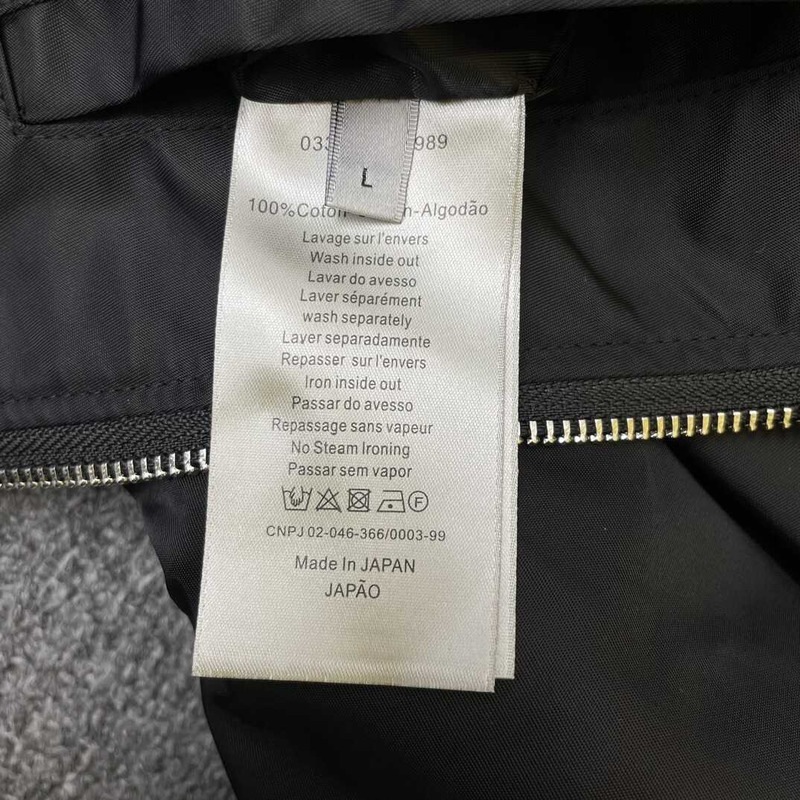 033 989
L
100%Coton -Algodão
Lavage sur l'envers
Wash inside out
Lavar do avesso
Laver séparément
wash separately
Laver separadamente
Repasser sur l'envers
Iron inside out
Passar do avesso
Repassage sans vapeur
No Steam Ironing
Passar sem vapor
F
CNPJ 02-046-366/0003-99
Made In JAPAN
JAPÃO